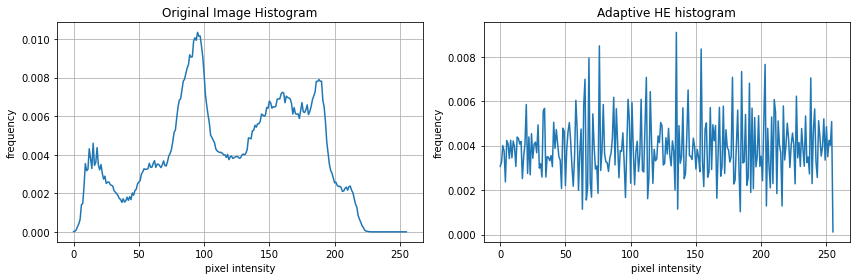 Original Image Histogram
frequency
0.010
0.008
0.006
0.004
0.002
0.000
0 50 100 150 200 250
pixel intensity
Adaptive HE histogram
frequency
0.008
0.006
0.004
0.002
0.000
0 50 100 150 200 250
pixel intensity